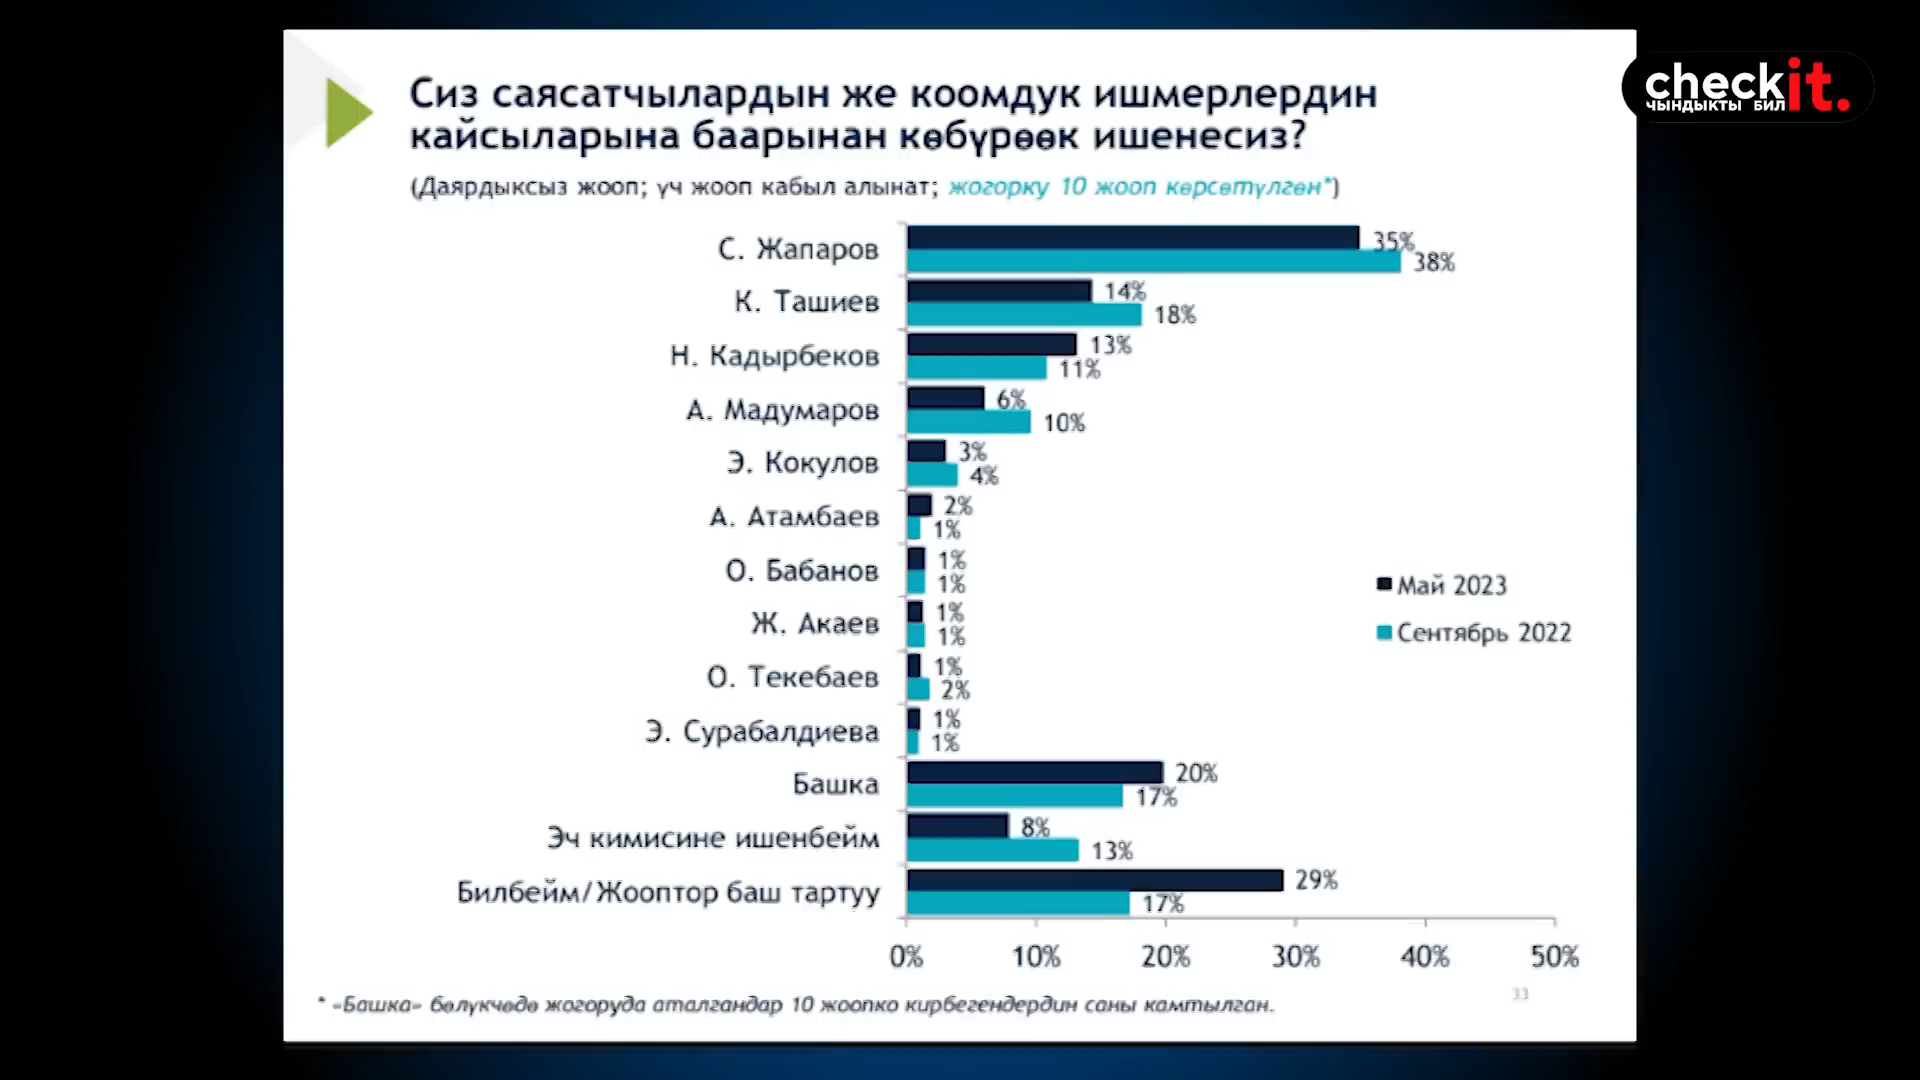 checkit.
чындыкты бил
Сиз саясатчылардын же коомдук ишмерлердин
кайсыларына баарынан көбүрөөк ишенесиз?
(Даярдыксыз жооп; үч жооп кабыл алынат; жогорку 10 жооп көрсөтүлгөн*)
С. Жапаров 35% 38%
К. Ташиев 14% 18%
Н. Кадырбеков 13% 11%
А. Мадумаров 6% 10%
Э. Кокулов 3% 4%
А. Атамбаев 2% 1%
О. Бабанов 1% 1%
Ж. Акаев 1% 1%
О. Текебаев 1% 2%
Э. Сурабалдиева 1% 1%
Башка 20% 17%
Эч кимисине ишенбейм 8% 13%
Билбейм/Жооптор баш тартуу 29% 17%
Май 2023
Сентябрь 2022
0% 10% 20% 30% 40% 50%
33
* «Башка» бөлүкчөдө жогоруда аталгандар 10 жоопко кирбегендердин саны камтылган.